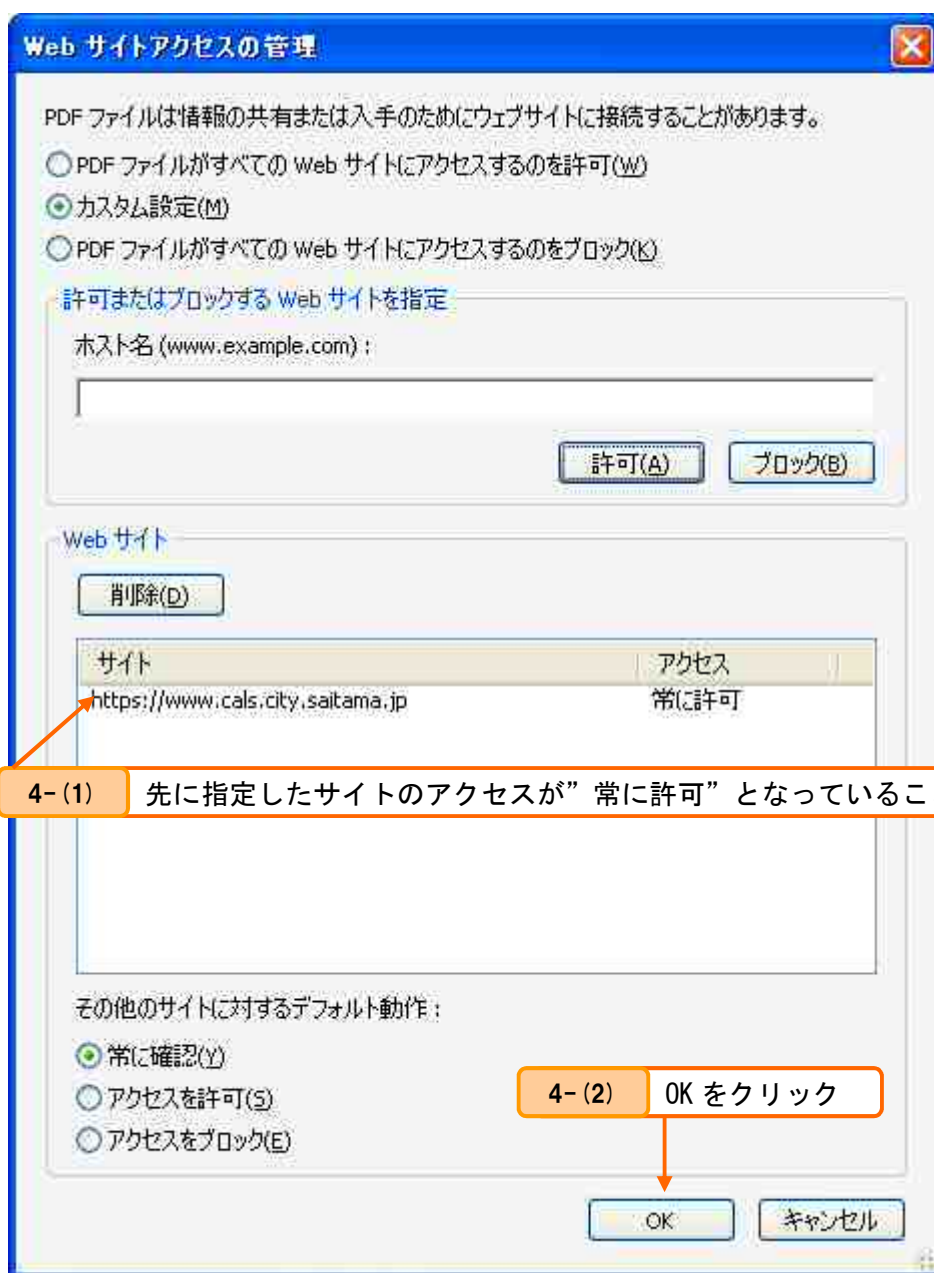 Web サイトアクセスの管理
PDF ファイルは情報の共有または入手のためにウェブサイトに接続することがあります。
PDF ファイルがすべての Web サイトにアクセスするのを許可(W)
カスタム設定(M)
PDF ファイルがすべての Web サイトにアクセスするのをブロック(K)
許可またはブロックする Web サイトを指定
ホスト名 (www.example.com) :
許可(A) ブロック(B)
Web サイト
削除(D)
サイト アクセス
https://www.cals.city.saitama.jp 常に許可
4-(1) 先に指定したサイトのアクセスが”常に許可”となっているこ
その他のサイトに対するデフォルト動作 :
常に確認(Y)
アクセスを許可(S)
4-(2) OK をクリック
アクセスをブロック(E)
OK キャンセル